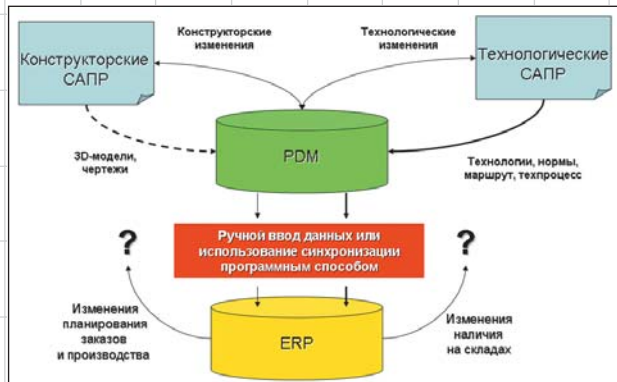 Конструкторские
САПР
Конструкторские
изменения
Технологические
изменения
Технологические
САПР
3D-модели,
чертежи
PDM
Технологии, нормы,
маршрут, техпроцесс
?
Ручной ввод данных или
использование синхронизации
программным способом
?
Изменения
планирования
заказов
и производства
ERP
Изменения
наличия
на складах